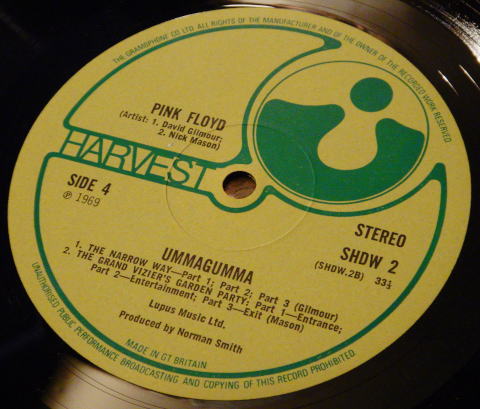 THE GRAMOPHONE CO LTD. ALL RIGHTS OF THE MANUFACTURER AND OF THE OWNER OF THE RECORDED WORK RESERVED
PINK FLOYD
(Artist: 1. David Gilmour;
2. Nick Mason)
HARVEST
SIDE 4
℗ 1969
STEREO
SHDW 2
(SHDW.2B) 33⅓
UMMAGUMMA
1. THE NARROW WAY—Part 1; Part 2; Part 3 (Gilmour)
2. THE GRAND VIZIER'S GARDEN PARTY: Part 1—Entrance;
Part 2—Entertainment; Part 3—Exit (Mason)
Lupus Music Ltd.
Produced by Norman Smith
MADE IN GT BRITAIN
UNAUTHORISED PUBLIC PERFORMANCE BROADCASTING AND COPYING OF THIS RECORD PROHIBITED.